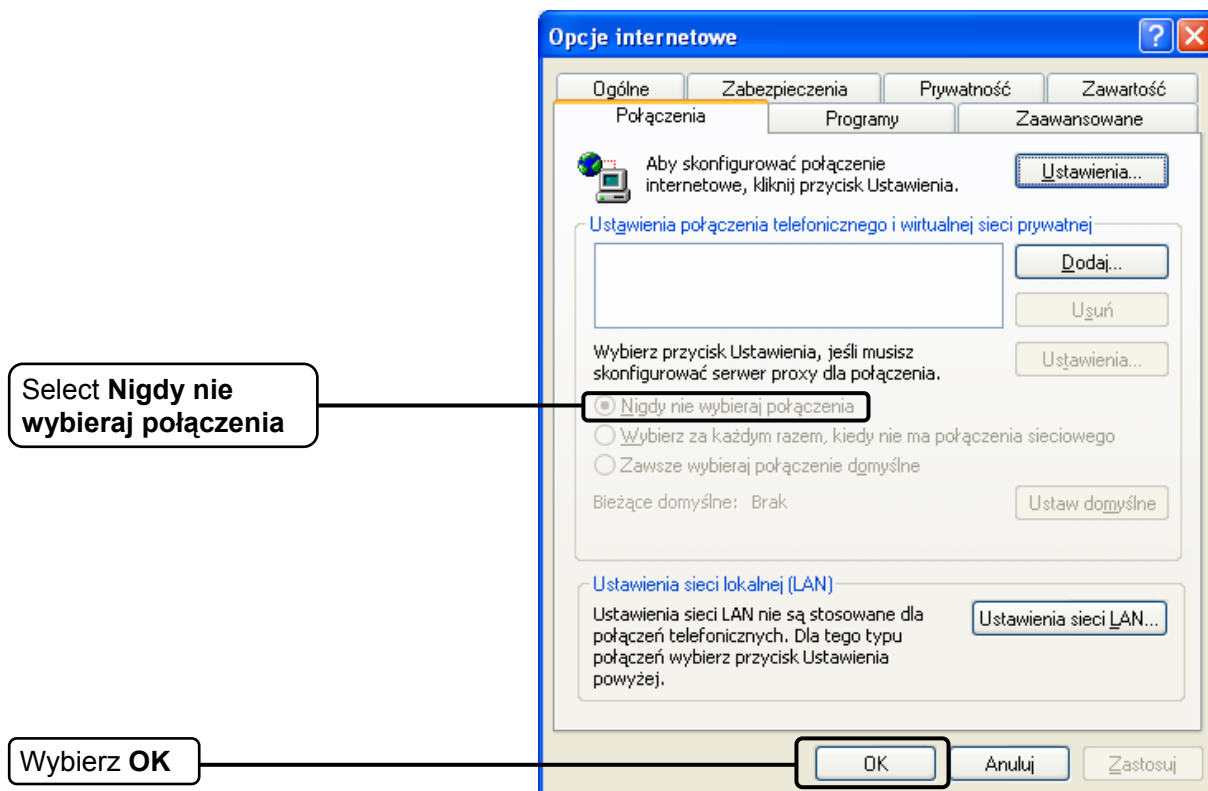 Opcje internetowe
Ogólne Zabezpieczenia Prywatność Zawartość
Połączenia Programy Zaawansowane
Aby skonfigurować połączenie
internetowe, kliknij przycisk Ustawienia.
Ustawienia...
Ustawienia połączenia telefonicznego i wirtualnej sieci prywatnej
Dodaj...
Usuń
Wybierz przycisk Ustawienia, jeśli musisz
skonfigurować serwer proxy dla połączenia.
Ustawienia...
Select Nigdy nie
wybieraj połączenia
Nigdy nie wybieraj połączenia
Wybierz za każdym razem, kiedy nie ma połączenia sieciowego
Zawsze wybieraj połączenie domyślne
Bieżące domyślne: Brak
Ustaw domyślne
Ustawienia sieci lokalnej (LAN)
Ustawienia sieci LAN nie są stosowane dla
połączeń telefonicznych. Dla tego typu
połączeń wybierz przycisk Ustawienia
powyżej.
Ustawienia sieci LAN...
Wybierz OK
OK Anuluj Zastosuj